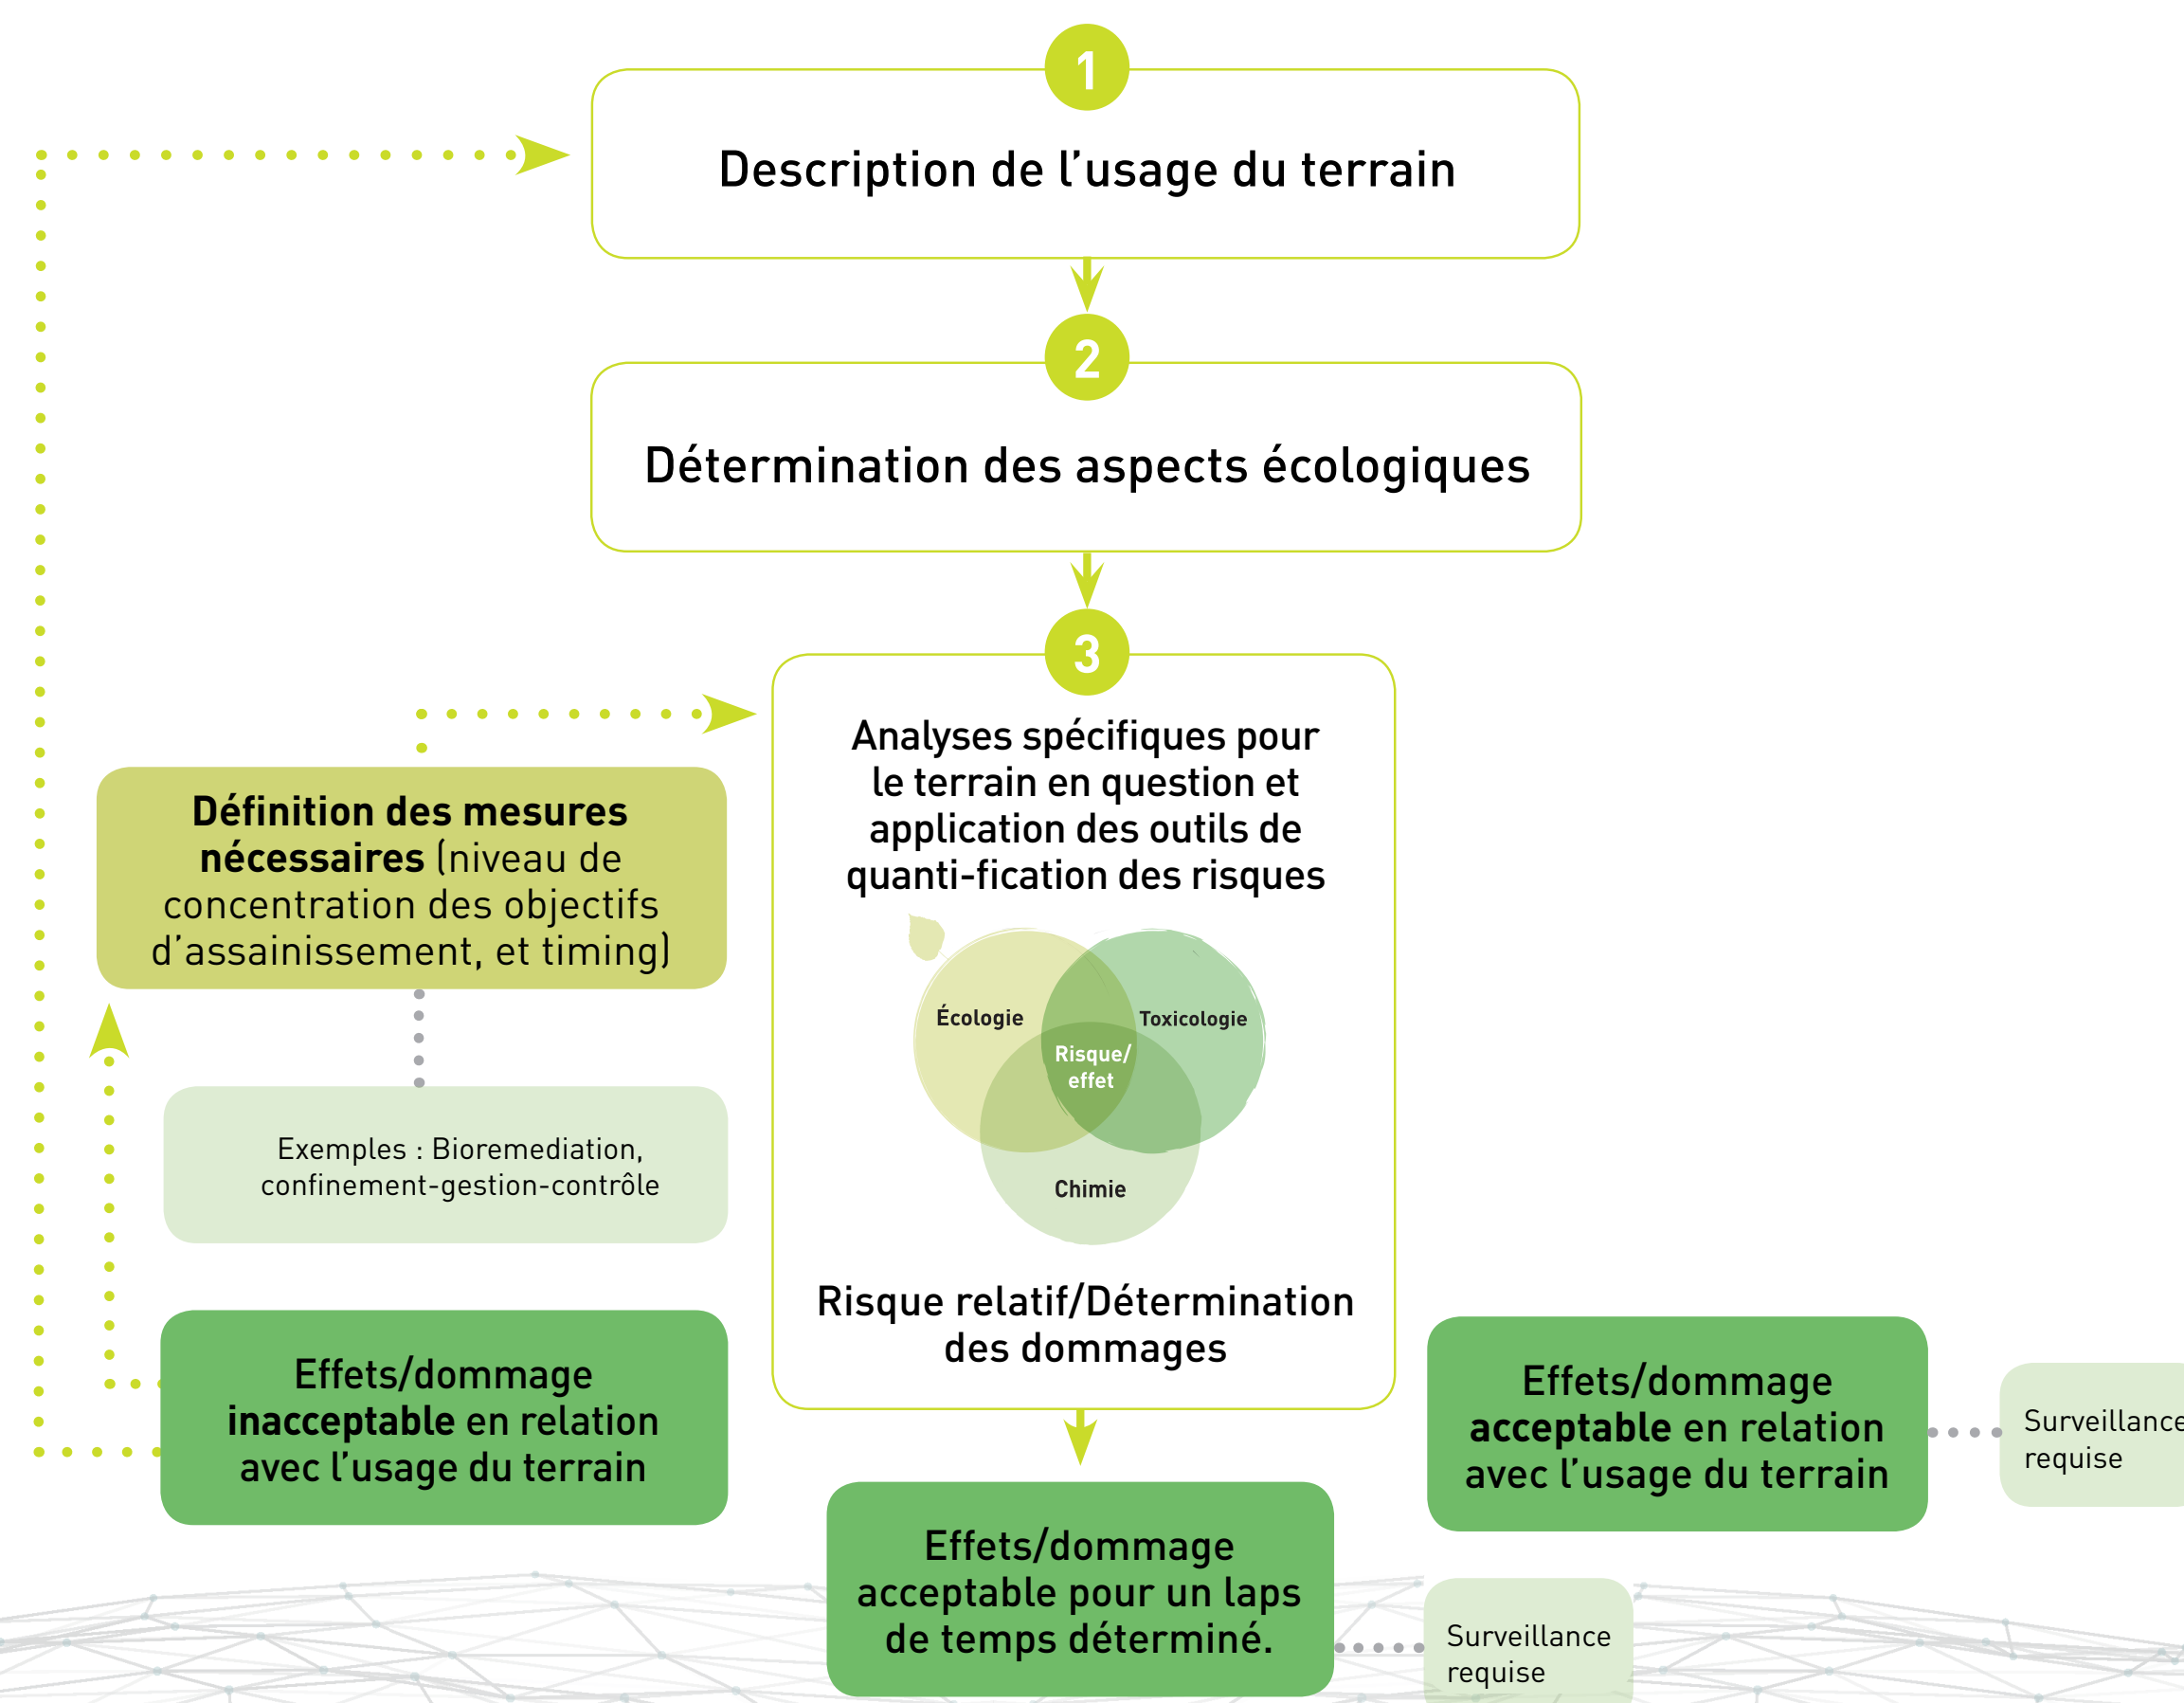 1
Description de l’usage du terrain
2
Détermination des aspects écologiques
3
Analyses spécifiques pour
le terrain en question et
application des outils de
quanti-fication des risques
Écologie
Toxicologie
Risque/
effet
Chimie
Risque relatif/Détermination
des dommages
Définition des mesures
nécessaires (niveau de
concentration des objectifs
d’assainissement, et timing)
Exemples : Bioremediation,
confinement-gestion-contrôle
Effets/dommage
inacceptable en relation
avec l’usage du terrain
Effets/dommage
acceptable pour un laps
de temps déterminé.
Surveillance
requise
Effets/dommage
acceptable en relation
avec l’usage du terrain
Surveillance
requise